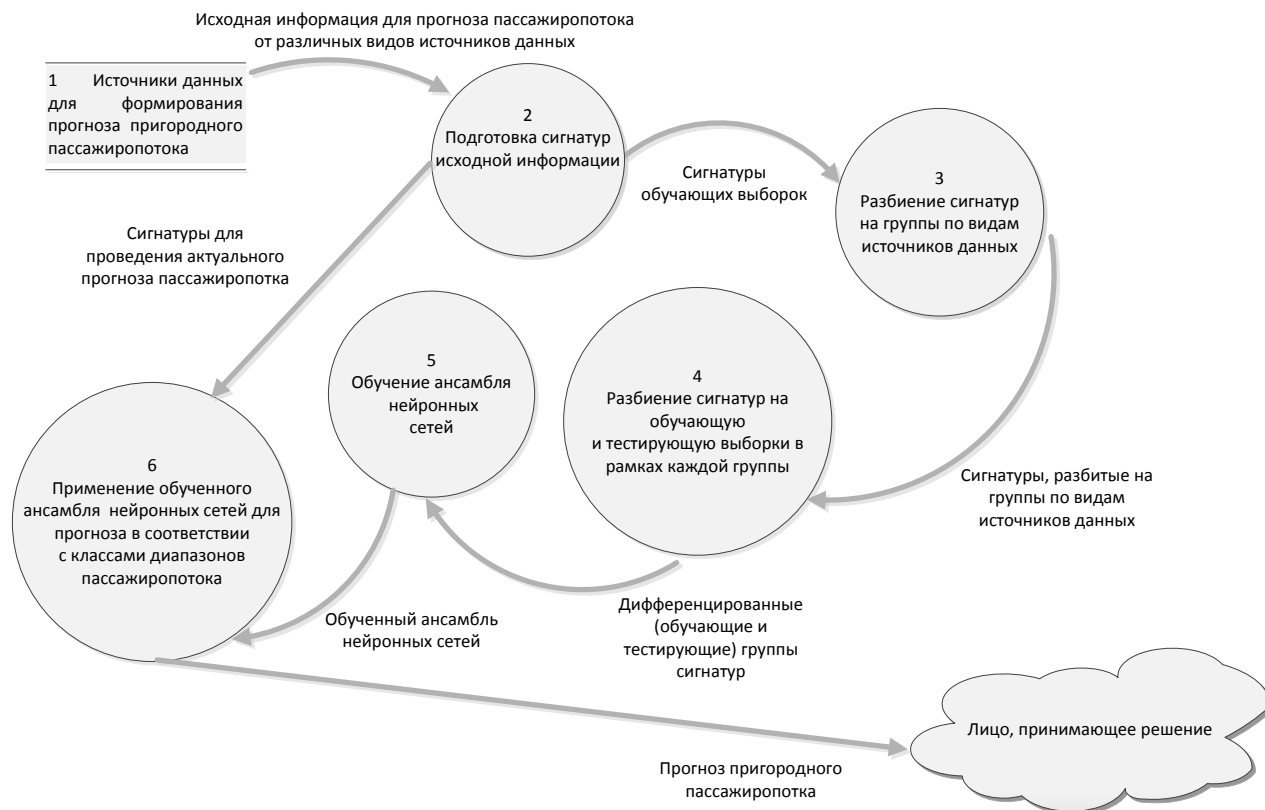 Исходная информация для прогноза пассажиропотока
от различных видов источников данных
1 Источники данных
для формирования
прогноза пригородного
пассажиропотока
2
Подготовка сигнатур
исходной информации
Сигнатуры
обучающих выборок
3
Разбиение сигнатур
на группы по видам
источников данных
Сигнатуры для
проведения актуального
прогноза пассажиропотка
5
Обучение ансамбля
нейронных
сетей
4
Разбиение сигнатур на
обучающую
и тестирующую выборки в
рамках каждой группы
6
Применение обученного
ансамбля нейронных сетей для
прогноза в соответствии
с классами диапазонов
пассажиропотока
Сигнатуры, разбитые на
группы по видам
источников данных
Обученный ансамбль
нейронных сетей
Дифференцированные
(обучающие и
тестирующие) группы
сигнатур
Лицо, принимающее решение
Прогноз пригородного
пассажиропотока